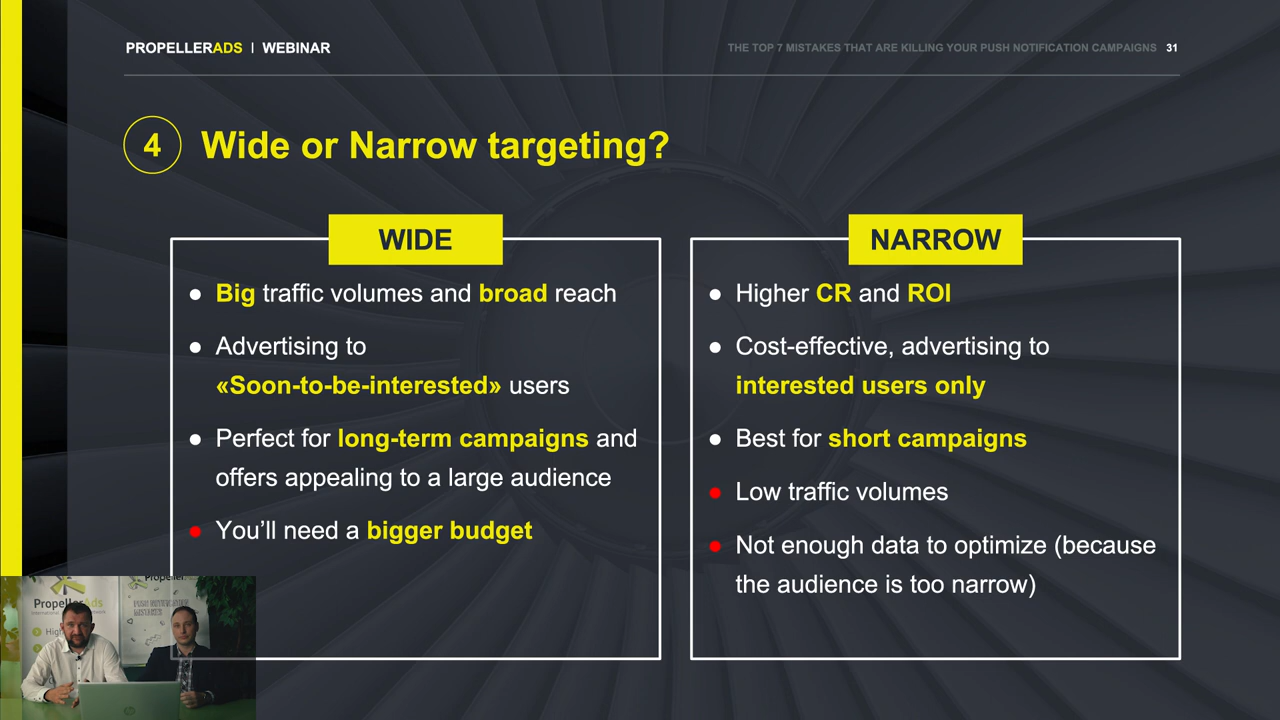 PROPELLERADS | WEBINAR
THE TOP 7 MISTAKES THAT ARE KILLING YOUR PUSH NOTIFICATION CAMPAIGNS 31
4 Wide or Narrow targeting?
WIDE
● Big traffic volumes and broad reach
● Advertising to
«Soon-to-be-interested» users
● Perfect for long-term campaigns and
offers appealing to a large audience
● You’ll need a bigger budget
NARROW
● Higher CR and ROI
● Cost-effective, advertising to
interested users only
● Best for short campaigns
● Low traffic volumes
● Not enough data to optimize (because
the audience is too narrow)
PropellerAds